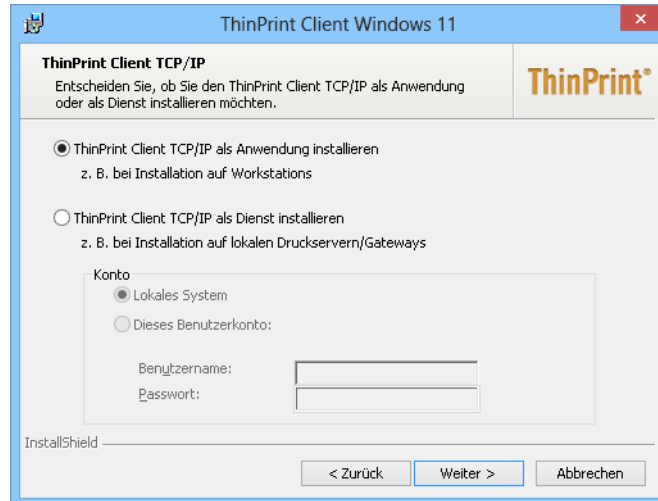 ThinPrint Client Windows 11
ThinPrint Client TCP/IP
Entscheiden Sie, ob Sie den ThinPrint Client TCP/IP als Anwendung
oder als Dienst installieren möchten.
ThinPrint®
ThinPrint Client TCP/IP als Anwendung installieren
z. B. bei Installation auf Workstations
ThinPrint Client TCP/IP als Dienst installieren
z. B. bei Installation auf lokalen Druckservern/Gateways
Konto
Lokales System
Dieses Benutzerkonto:
Benutzername:
Passwort:
InstallShield
< Zurück Weiter > Abbrechen